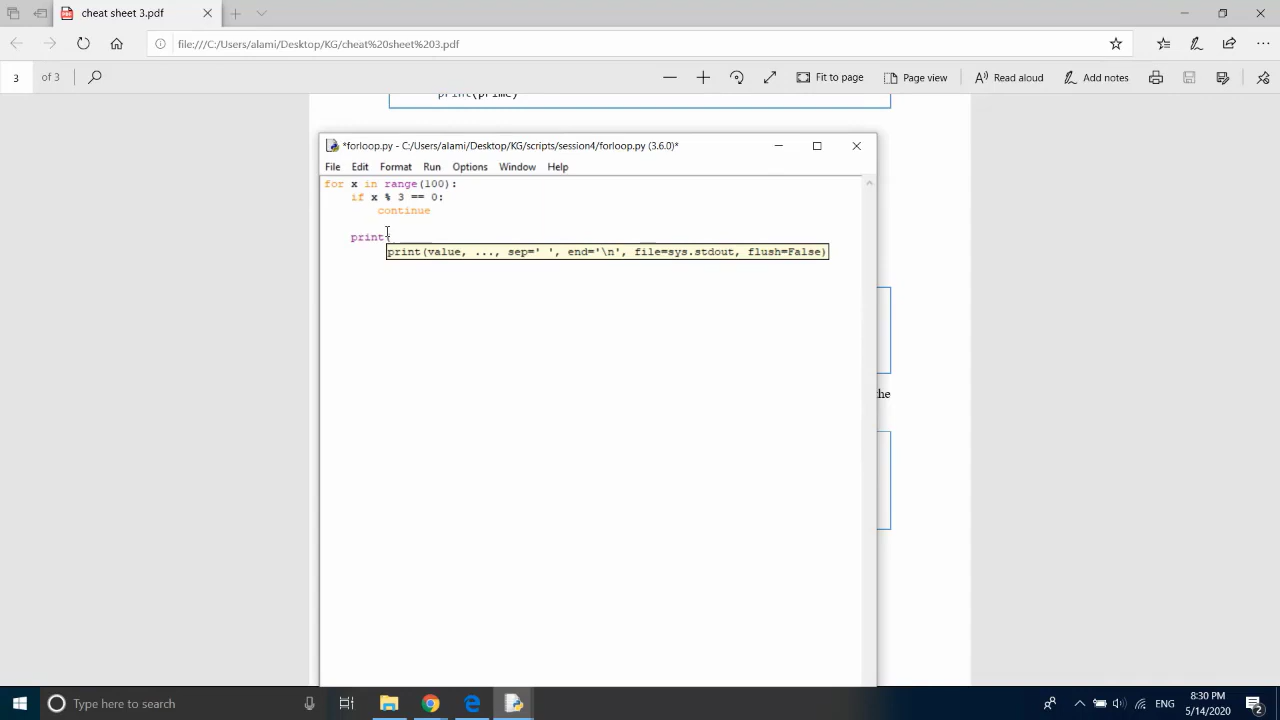 cheat sheet 3.pdf
file:///C:/Users/alami/Desktop/KG/cheat%20sheet%203.pdf
3 of 3 Fit to page Page view Read aloud Add notes
print(prime)
*forloop.py - C:/Users/alami/Desktop/KG/scripts/session4/forloop.py (3.6.0)*
File Edit Format Run Options Window Help
for x in range(100):
    if x % 3 == 0:
        continue
    print(
print(value, ..., sep=' ', end='\n', file=sys.stdout, flush=False)
the
Type here to search
ENG
8:30 PM
5/14/2020
2